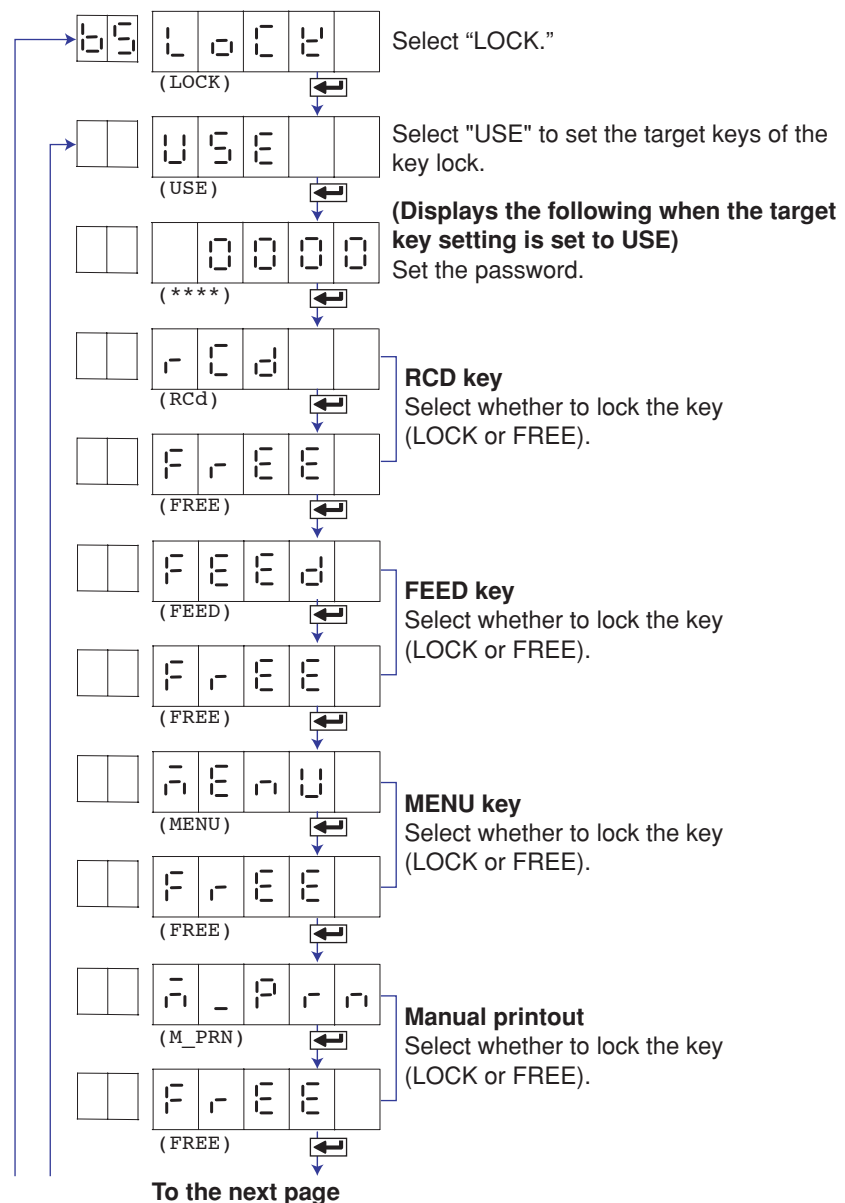 b5 LoCK Select “LOCK.”
(LOCK)
USE Select "USE" to set the target keys of the
key lock.
(USE)
(Displays the following when the target
key setting is set to USE)
0000 Set the password.
(****)
rCd
RCD key
(RCd) Select whether to lock the key
(LOCK or FREE).
FrEE
(FREE)
FEEd
FEED key
(FEED) Select whether to lock the key
(LOCK or FREE).
FrEE
(FREE)
mEnU
MENU key
(MENU) Select whether to lock the key
(LOCK or FREE).
FrEE
(FREE)
m_Prn
Manual printout
(M_PRN) Select whether to lock the key
(LOCK or FREE).
FrEE
(FREE)
To the next page